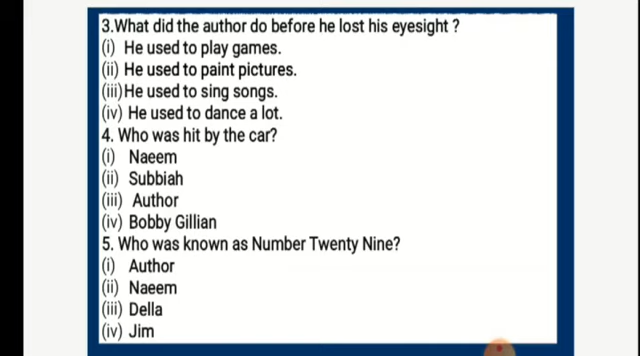 3.What did the author do before he lost his eyesight ?
(i) He used to play games.
(ii) He used to paint pictures.
(iii)He used to sing songs.
(iv) He used to dance a lot.
4. Who was hit by the car?
(i) Naeem
(ii) Subbiah
(iii) Author
(iv) Bobby Gillian
5. Who was known as Number Twenty Nine?
(i) Author
(ii) Naeem
(iii) Della
(iv) Jim